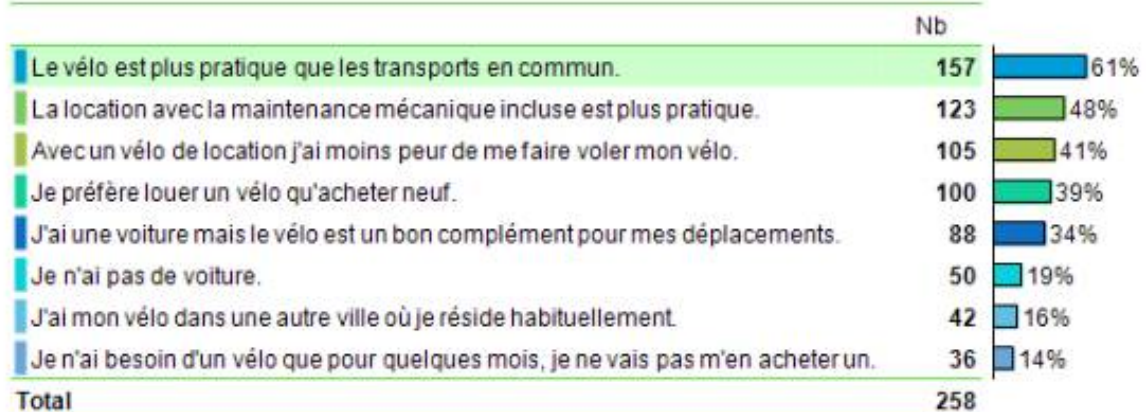 Nb
Le vélo est plus pratique que les transports en commun. 157 61%
La location avec la maintenance mécanique incluse est plus pratique. 123 48%
Avec un vélo de location j'ai moins peur de me faire voler mon vélo. 105 41%
Je préfère louer un vélo qu'acheter neuf. 100 39%
J'ai une voiture mais le vélo est un bon complément pour mes déplacements. 88 34%
Je n'ai pas de voiture. 50 19%
J'ai mon vélo dans une autre ville où je réside habituellement. 42 16%
Je n'ai besoin d'un vélo que pour quelques mois, je ne vais pas m'en acheter un. 36 14%
Total 258